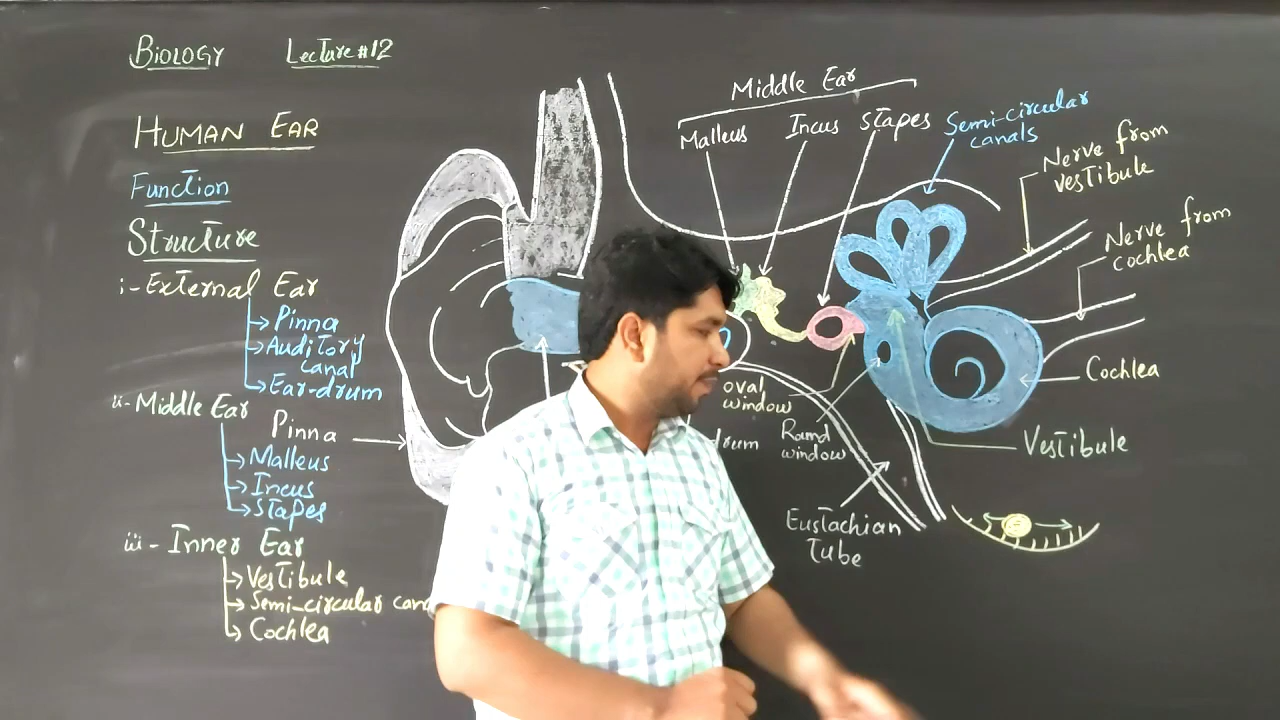 BIOLOGY Lecture #12
HUMAN EAR
Function
Structure
i:- External Ear
Pinna
Auditory
canal
Ear-drum
ii- Middle Ear
Malleus
Incus
Stapes
iii - Inner Ear
Vestibule
Semi-circular
Cochlea
Pinna
Middle Ear
Malleus
Incus
Stapes
Semi-circular
canals
Nerve from
vestibule
Nerve from
cochlea
Cochlea
Vestibule
oval
window
drum
Round
window
Eustachian
Tube